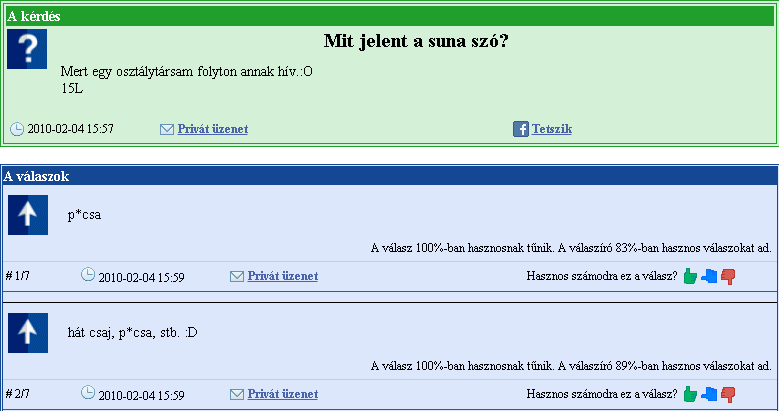 A kérdés
Mit jelent a suna szó?
Mert egy osztálytársam folyton annak hív.:O
15L
2010-02-04 15:57 Privát üzenet Tetszik
A válaszok
p*csa
A válasz 100%-ban hasznosnak tűnik. A válaszíró 83%-ban hasznos válaszokat ad.
# 1/7 2010-02-04 15:59 Privát üzenet Hasznos számodra ez a válasz?
hát csaj, p*csa, stb. :D
A válasz 100%-ban hasznosnak tűnik. A válaszíró 89%-ban hasznos válaszokat ad.
# 2/7 2010-02-04 15:59 Privát üzenet Hasznos számodra ez a válasz?